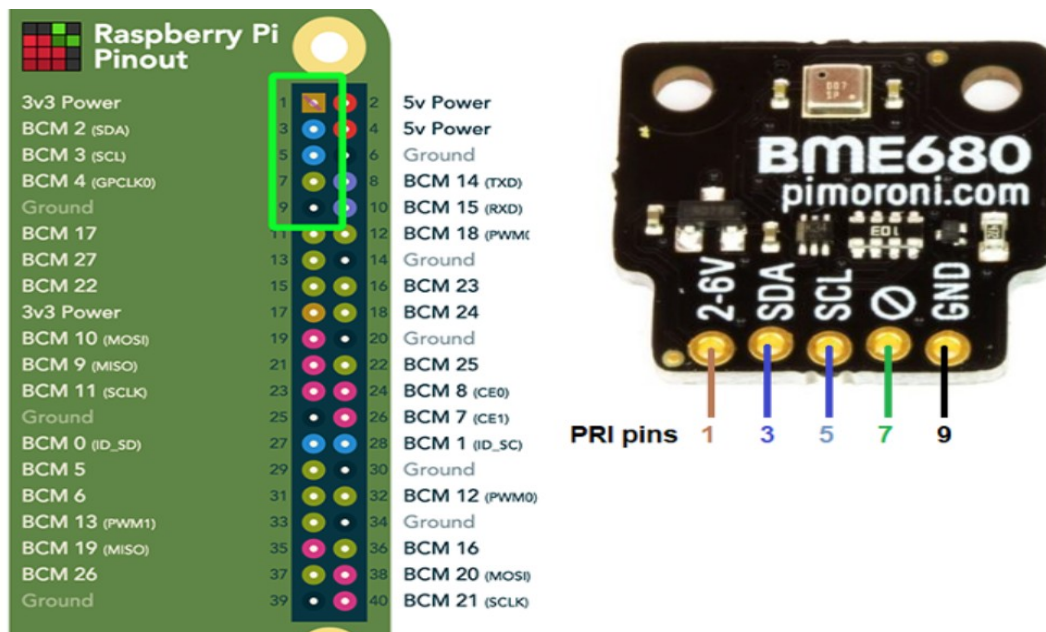 Raspberry Pi
Pinout
3v3 Power 1 2 5v Power
BCM 2 (SDA) 3 4 5v Power
BCM 3 (SCL) 5 6 Ground
BCM 4 (GPCLK0) 7 8 BCM 14 (TXD)
Ground 9 10 BCM 15 (RXD)
BCM 17 11 12 BCM 18 (PWM(
BCM 27 13 14 Ground
BCM 22 15 16 BCM 23
3v3 Power 17 18 BCM 24
BCM 10 (MOSI) 19 20 Ground
BCM 9 (MISO) 21 22 BCM 25
BCM 11 (SCLK) 23 24 BCM 8 (CE0)
Ground 25 26 BCM 7 (CE1)
BCM 0 (ID_SD) 27 28 BCM 1 (ID_SC)
BCM 5 29 30 Ground
BCM 6 31 32 BCM 12 (PWM0)
BCM 13 (PWM1) 33 34 Ground
BCM 19 (MISO) 35 36 BCM 16
BCM 26 37 38 BCM 20 (MOSI)
Ground 39 40 BCM 21 (SCLK)
BME680
pimoroni.com
2-6V SDA SCL GND
PRI pins 1 3 5 7 9